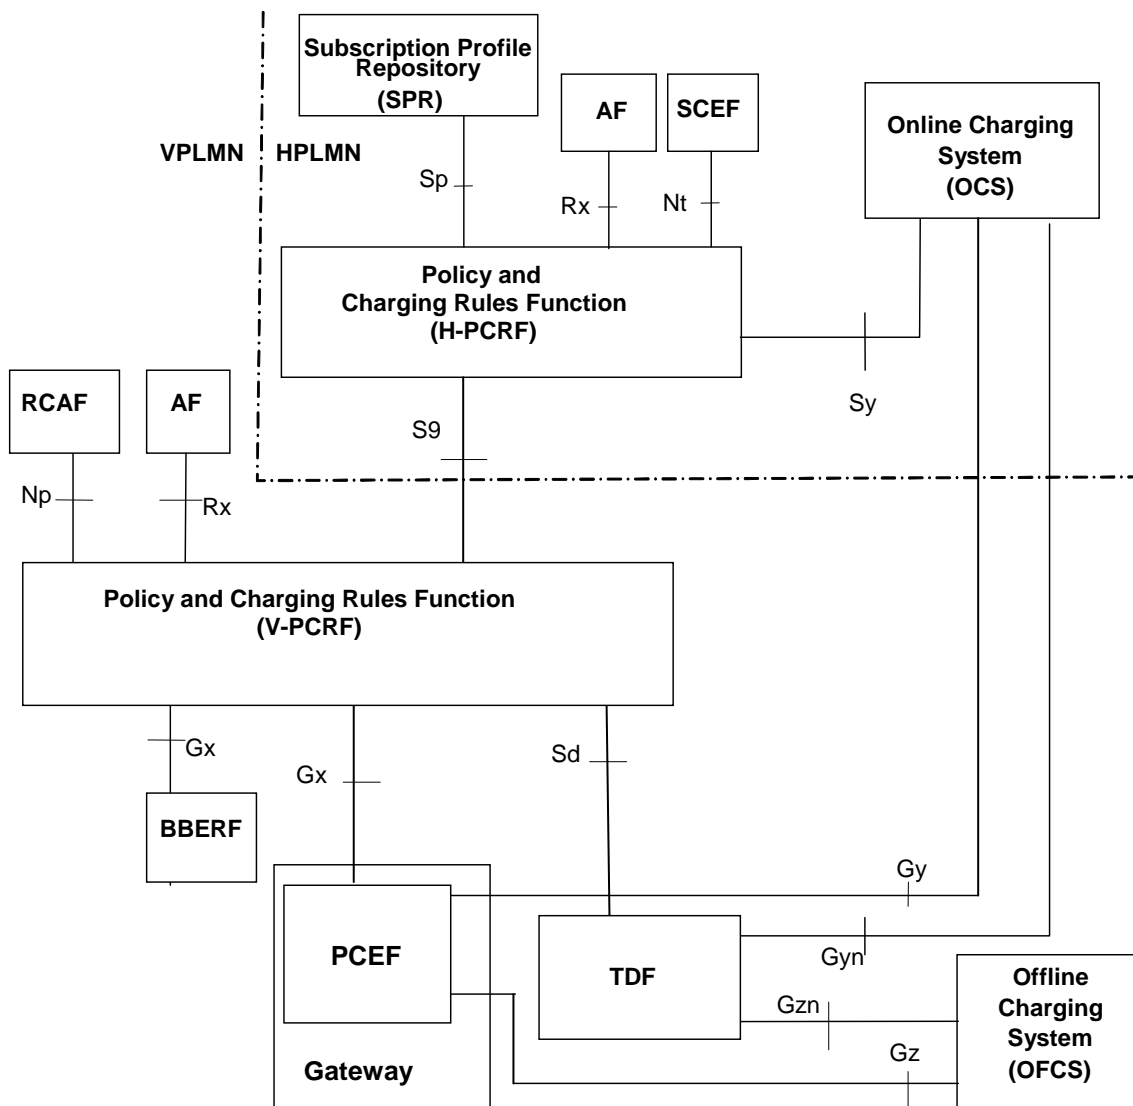 Subscription Profile
Repository
(SPR)
AF
SCEF
Online Charging
System
(OCS)
VPLMN
HPLMN
Sp
Rx
Nt
Policy and
Charging Rules Function
(H-PCRF)
Sy
RCAF
AF
S9
Np
Rx
Policy and Charging Rules Function
(V-PCRF)
Gx
Gx
Sd
BBERF
Gy
PCEF
TDF
Gyn
Gzn
Gz
Offline
Charging
System
(OFCS)
Gateway